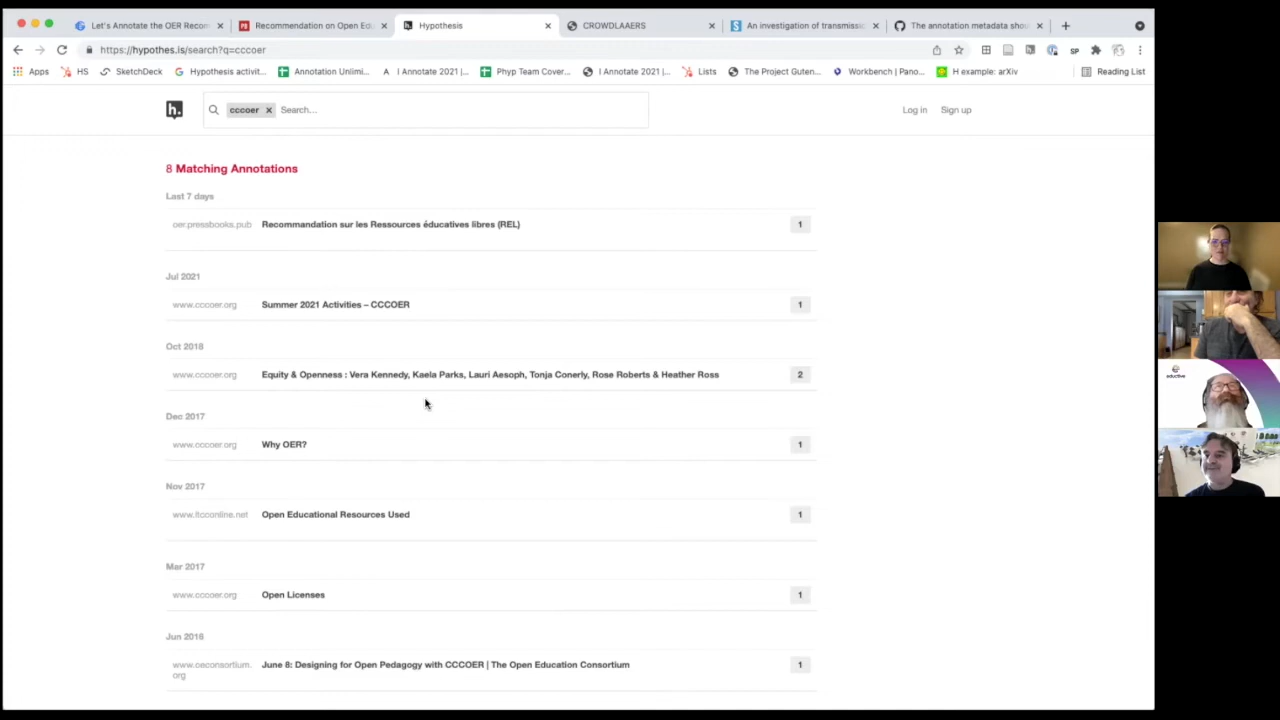 Let's Annotate the OER Recom
Recommendation on Open Edu
Hypothesis
CROWDLAAERS
An investigation of transmissio
The annotation metadata shou
https://hypothes.is/search?q=cccoer
Apps
HS
SketchDeck
Hypothesis activit...
Annotation Unlimi...
I Annotate 2021 |...
Phyp Team Cover...
I Annotate 2021 |...
Lists
The Project Guten...
Workbench | Pano...
H example: arXiv
Reading List
h.
cccoer
Search...
Log in
Sign up
8 Matching Annotations
Last 7 days
oer.pressbooks.pub Recommandation sur les Ressources éducatives libres (REL) 1
Jul 2021
www.cccoer.org Summer 2021 Activities – CCCOER 1
Oct 2018
www.cccoer.org Equity & Openness : Vera Kennedy, Kaela Parks, Lauri Aesoph, Tonja Conerly, Rose Roberts & Heather Ross 2
Dec 2017
www.cccoer.org Why OER? 1
Nov 2017
www.itcconline.net Open Educational Resources Used 1
Mar 2017
www.cccoer.org Open Licenses 1
Jun 2016
www.oeconsortium. June 8: Designing for Open Pedagogy with CCCOER | The Open Education Consortium 1
org
eductive